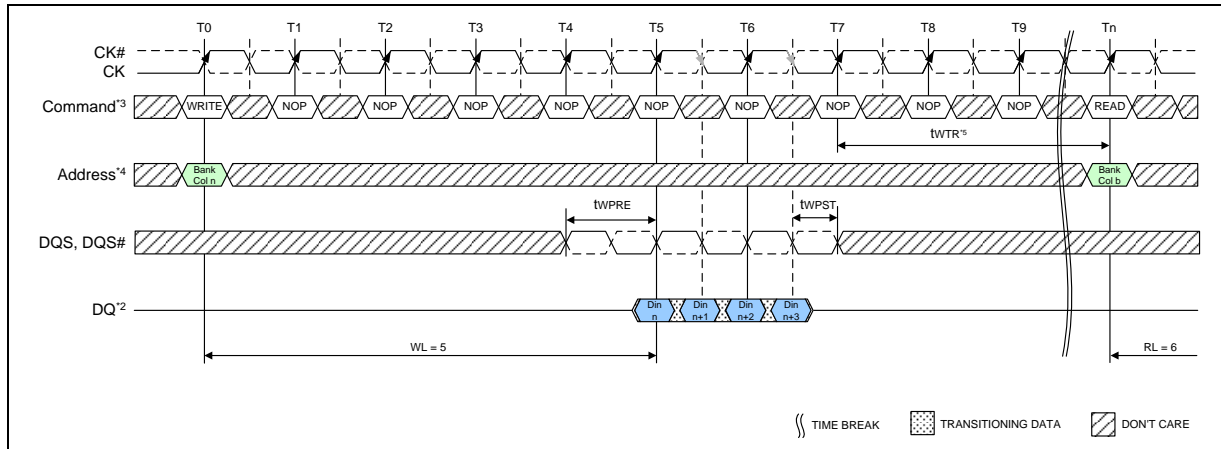 T0 T1 T2 T3 T4 T5 T6 T7 T8 T9 Tn
CK#
CK
Command*3 WRITE NOP NOP NOP NOP NOP NOP NOP NOP NOP READ
tWTR*5
Address*4 Bank Col n Bank Col b
tWPRE tWPST
DQS, DQS#
DQ*2 Din n Din n+1 Din n+2 Din n+3
WL = 5 RL = 6
TIME BREAK TRANSITIONING DATA DON'T CARE